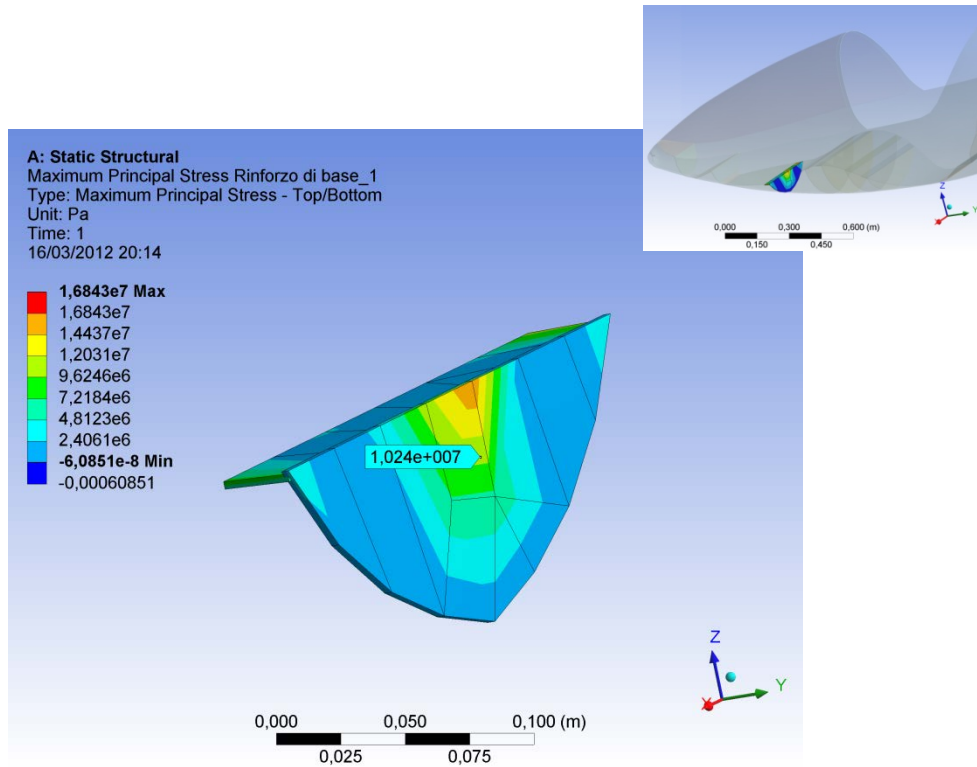 A: Static Structural
Maximum Principal Stress Rinforzo di base_1
Type: Maximum Principal Stress - Top/Bottom
Unit: Pa
Time: 1
16/03/2012 20:14
1,6843e7 Max
1,6843e7
1,4437e7
1,2031e7
9,6246e6
7,2184e6
4,8123e6
2,4061e6
-6,0851e-8 Min
-0,00060851
1,024e+007
0,000 0,050 0,100 (m)
0,025 0,075
Z
Y
X
0,000 0,300 0,600 (m)
0,150 0,450
Z
Y
X